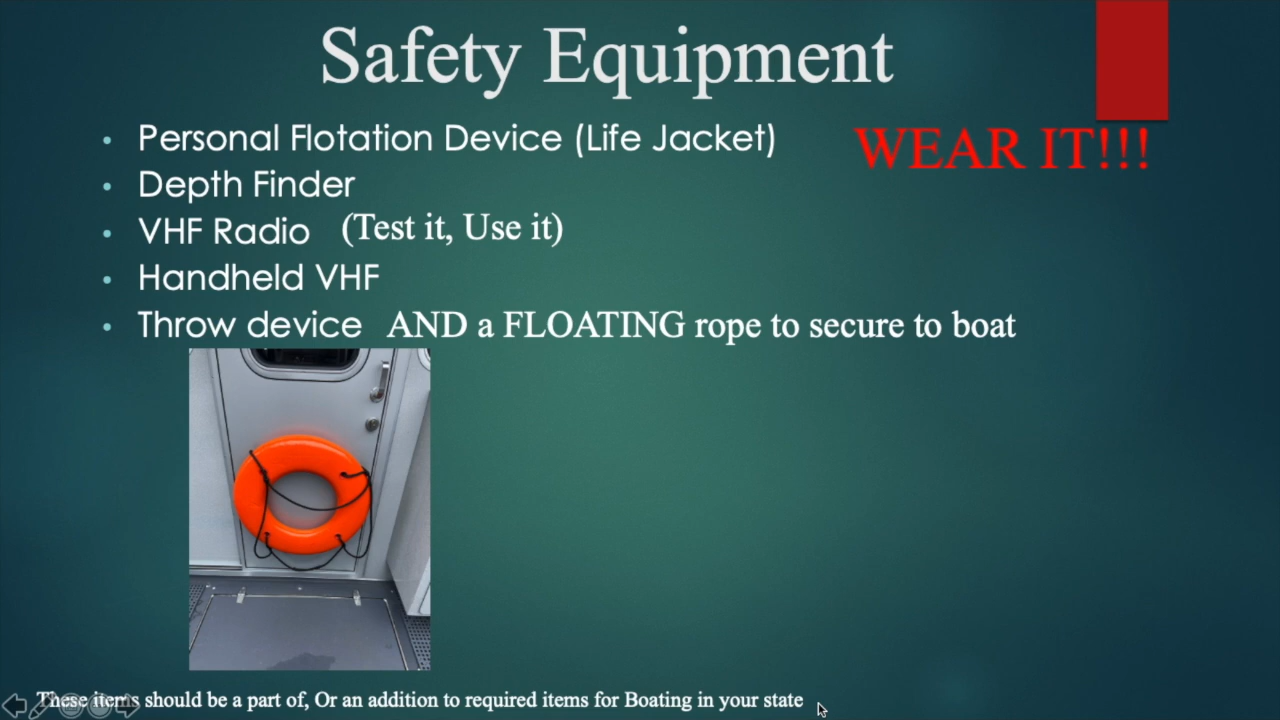 Safety Equipment
• Personal Flotation Device (Life Jacket) WEAR IT!!!
• Depth Finder
• VHF Radio (Test it, Use it)
• Handheld VHF
• Throw device AND a FLOATING rope to secure to boat
These items should be a part of, Or an addition to required items for Boating in your state